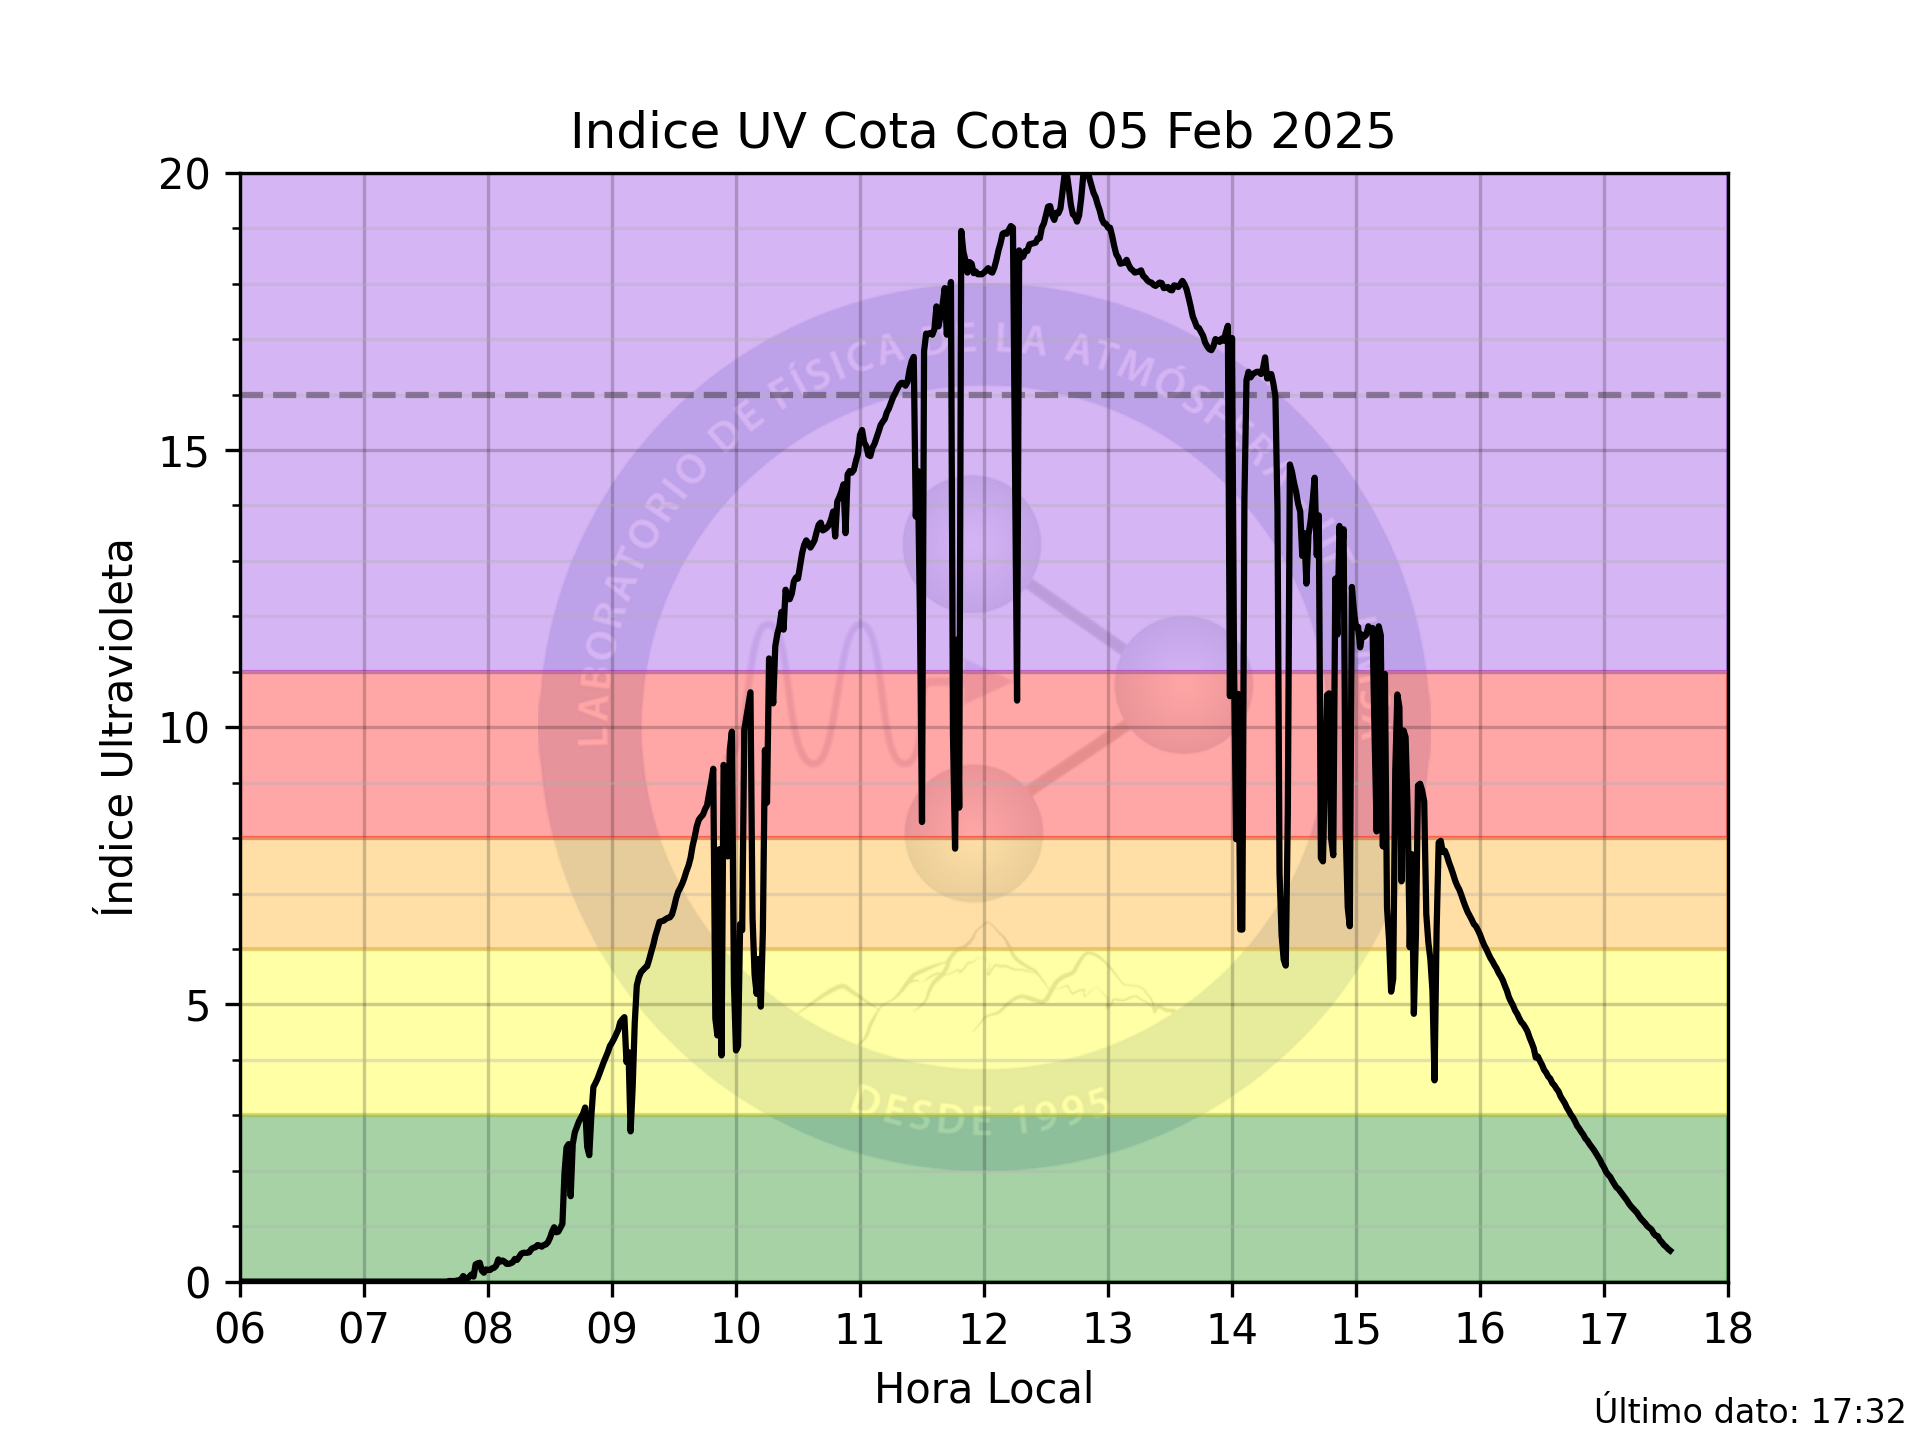 Indice UV Cota Cota 05 Feb 2025
20
15
10
5
0
Índice Ultravioleta
LABORATORIO DE FÍSICA DE LA ATMÓSFERA
DESDE 1995
06 07 08 09 10 11 12 13 14 15 16 17 18
Hora Local
Último dato: 17:32